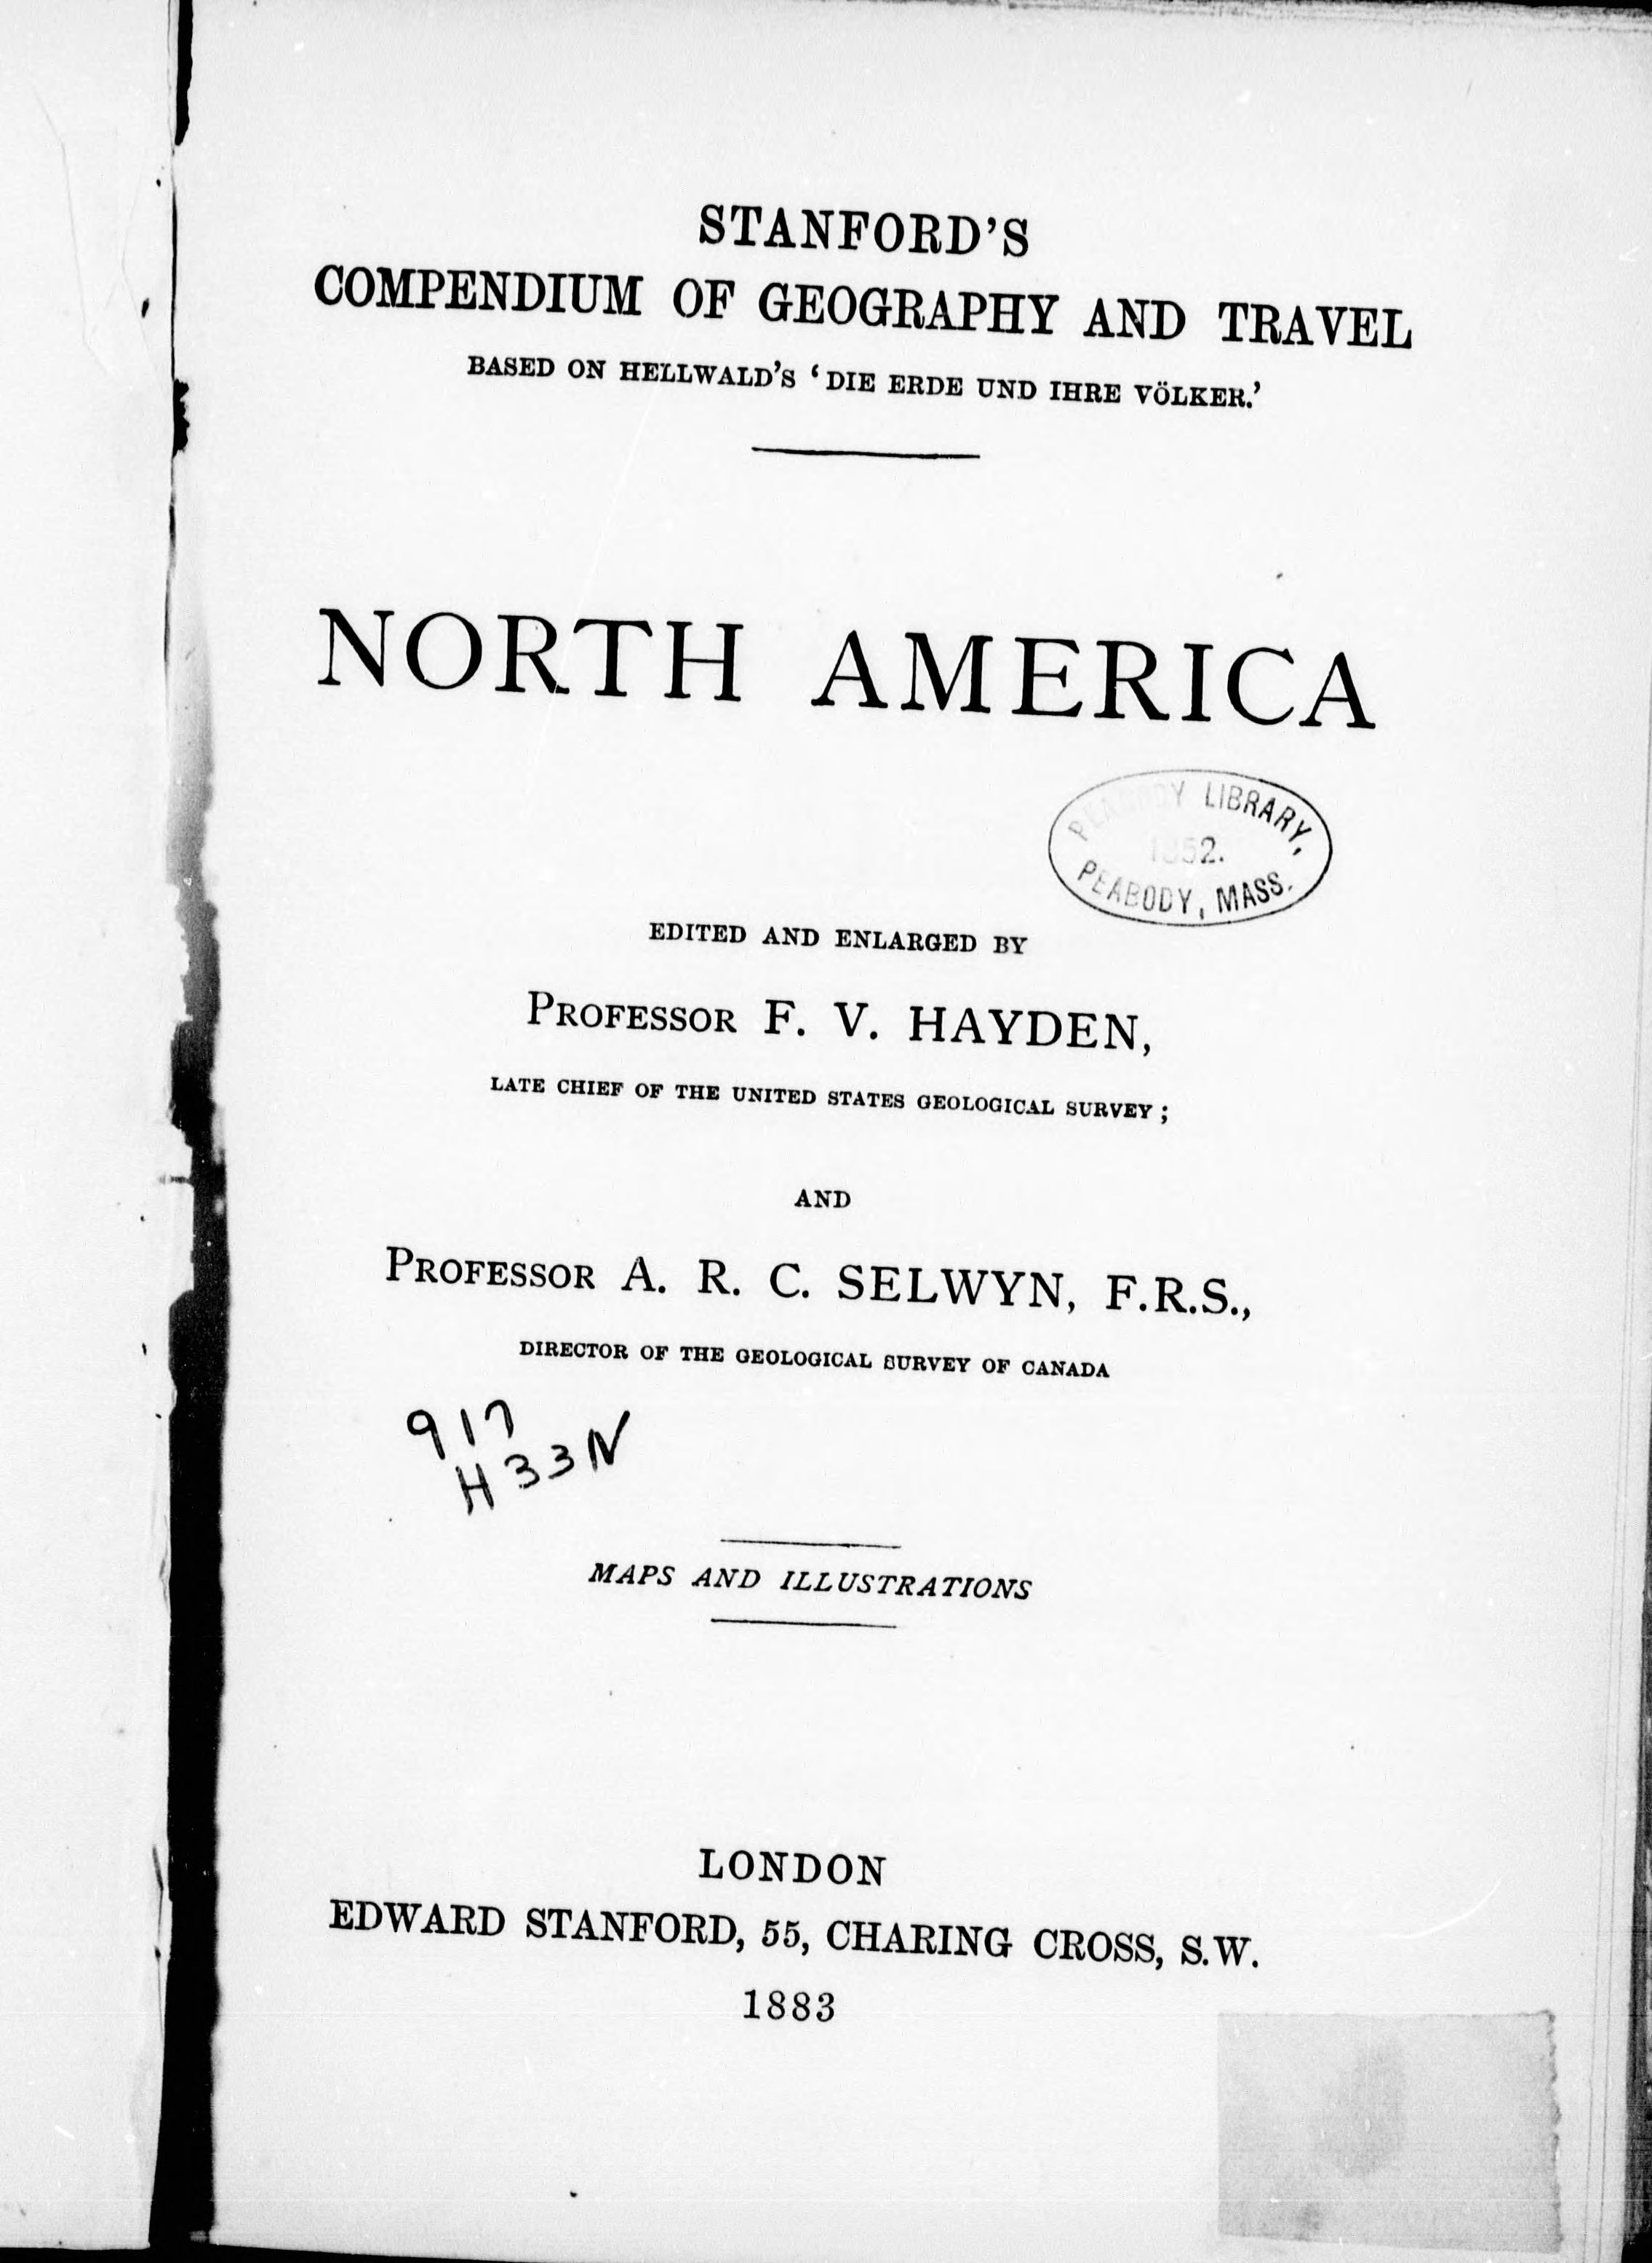 STANFORD'S
COMPENDIUM OF GEOGRAPHY AND TRAVEL
BASED ON HELLWALD'S ‘DIE ERDE UND IHRE VÖLKER.’
NORTH AMERICA
PEABODY LIBRARY,
1852.
PEABODY, MASS.
EDITED AND ENLARGED BY
PROFESSOR F. V. HAYDEN,
LATE CHIEF OF THE UNITED STATES GEOLOGICAL SURVEY;
AND
PROFESSOR A. R. C. SELWYN, F.R.S.,
DIRECTOR OF THE GEOLOGICAL SURVEY OF CANADA
917
H33N
MAPS AND ILLUSTRATIONS
LONDON
EDWARD STANFORD, 55, CHARING CROSS, S.W.
1883